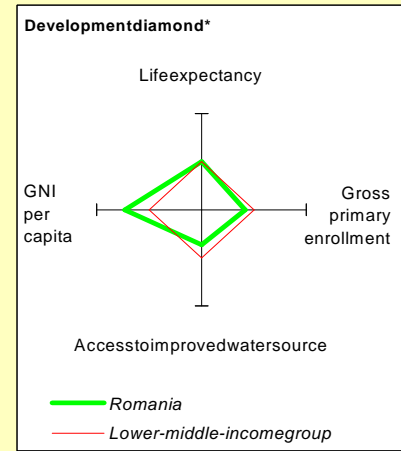 Developmentdiamond*
Lifeexpectancy
GNI
per
capita
Gross
primary
enrollment
Accesstoimprovedwatersource
Romania
Lower-middle-incomegroup